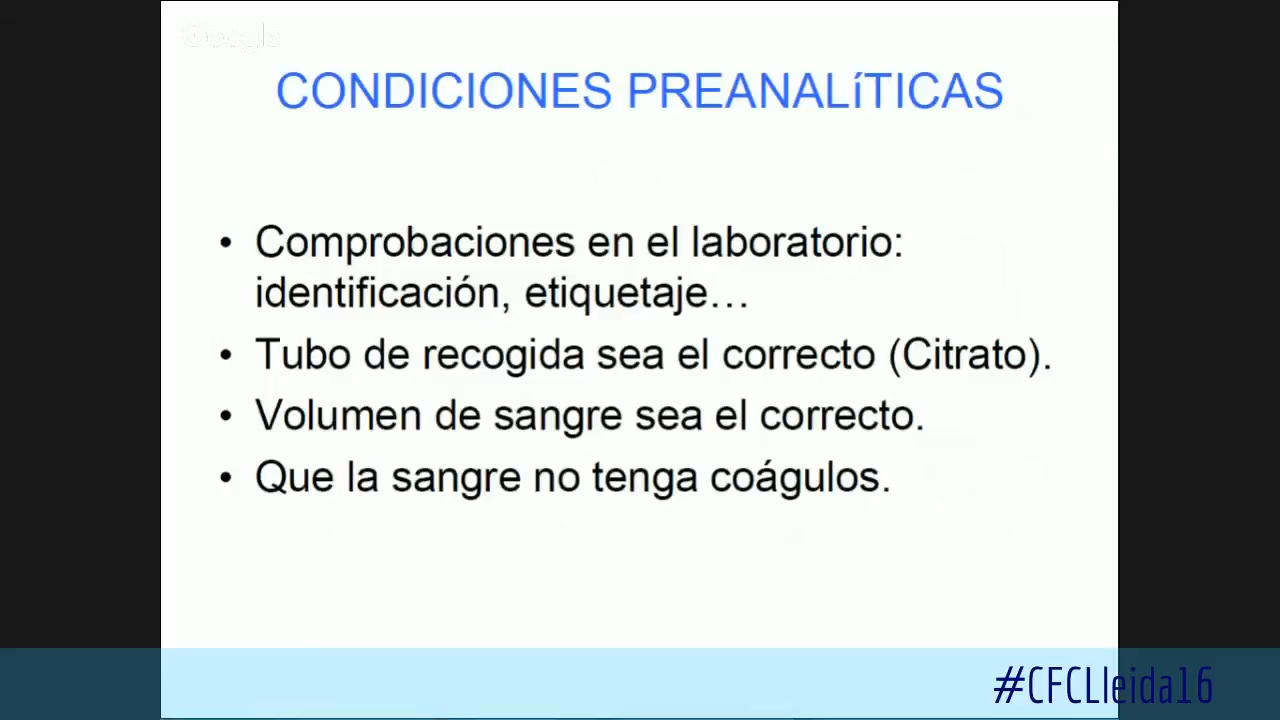 Google
CONDICIONES PREANALíTICAS
• Comprobaciones en el laboratorio:
identificación, etiquetaje…
• Tubo de recogida sea el correcto (Citrato).
• Volumen de sangre sea el correcto.
• Que la sangre no tenga coágulos.
#CFCLleida16